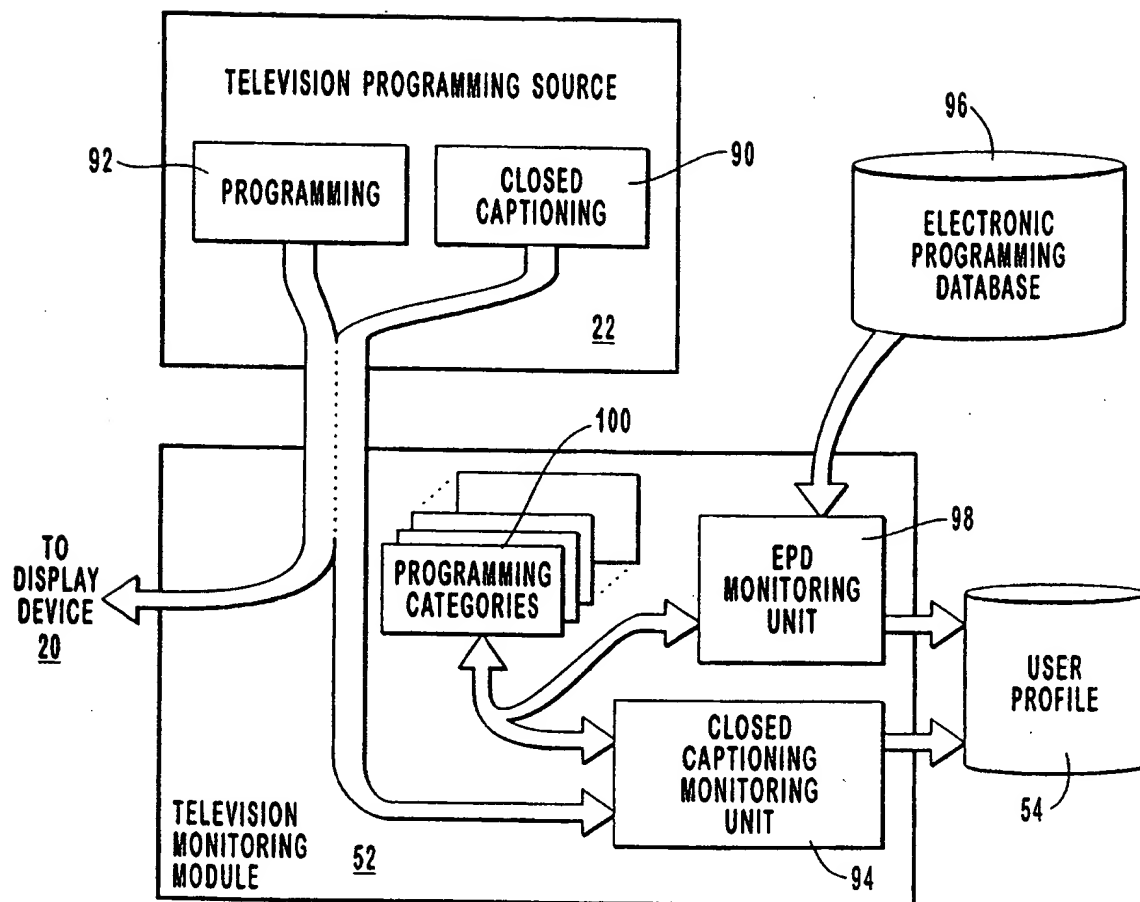 TELEVISION PROGRAMMING SOURCE
92
PROGRAMMING
90
CLOSED
CAPTIONING
22
96
ELECTRONIC
PROGRAMMING
DATABASE
100
PROGRAMMING
CATEGORIES
98
EPD
MONITORING
UNIT
TO
DISPLAY
DEVICE
20
USER
PROFILE
54
CLOSED
CAPTIONING
MONITORING
UNIT
94
TELEVISION
MONITORING
MODULE
52